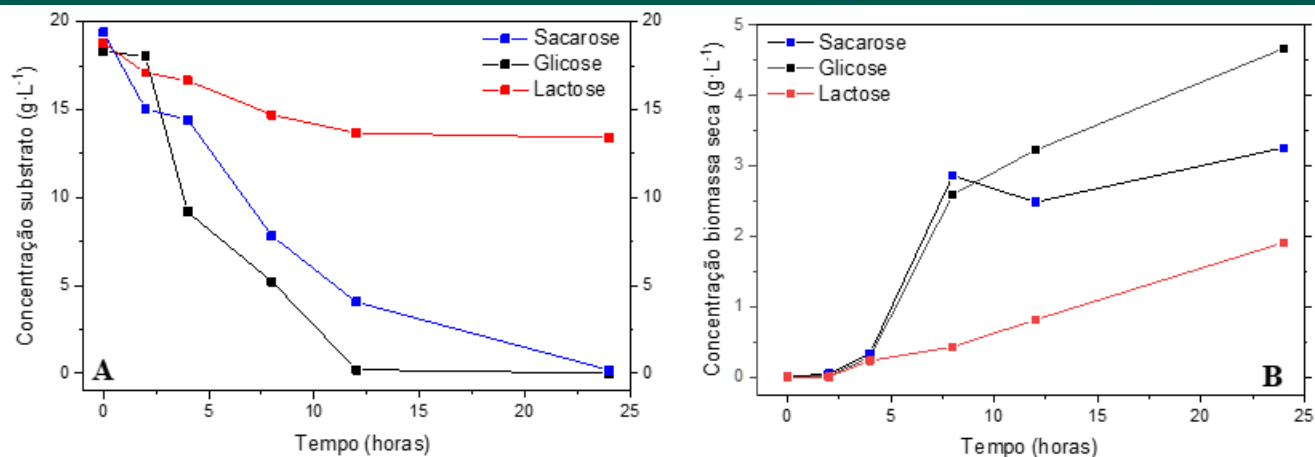 Concentração substrato (g·L⁻¹)
20
15
10
5
0
20
15
10
5
0
Sacarose
Glicose
Lactose
A
0 5 10 15 20 25
Tempo (horas)
Concentração biomassa seca (g·L⁻¹)
5
4
3
2
1
0
Sacarose
Glicose
Lactose
B
0 5 10 15 20 25
Tempo (horas)